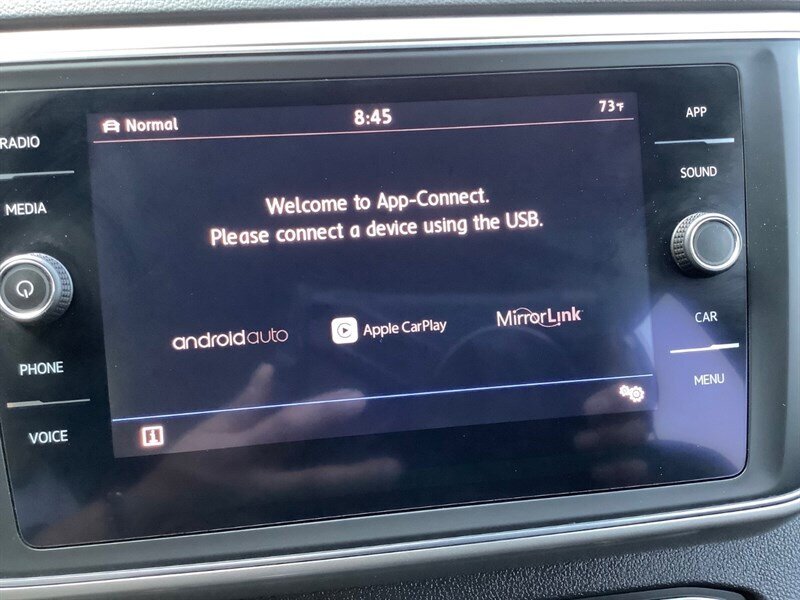 Normal 8:45 73°F
RADIO
MEDIA
PHONE
VOICE
Welcome to App-Connect.
Please connect a device using the USB.
androidauto Apple CarPlay MirrorLink
APP
SOUND
CAR
MENU